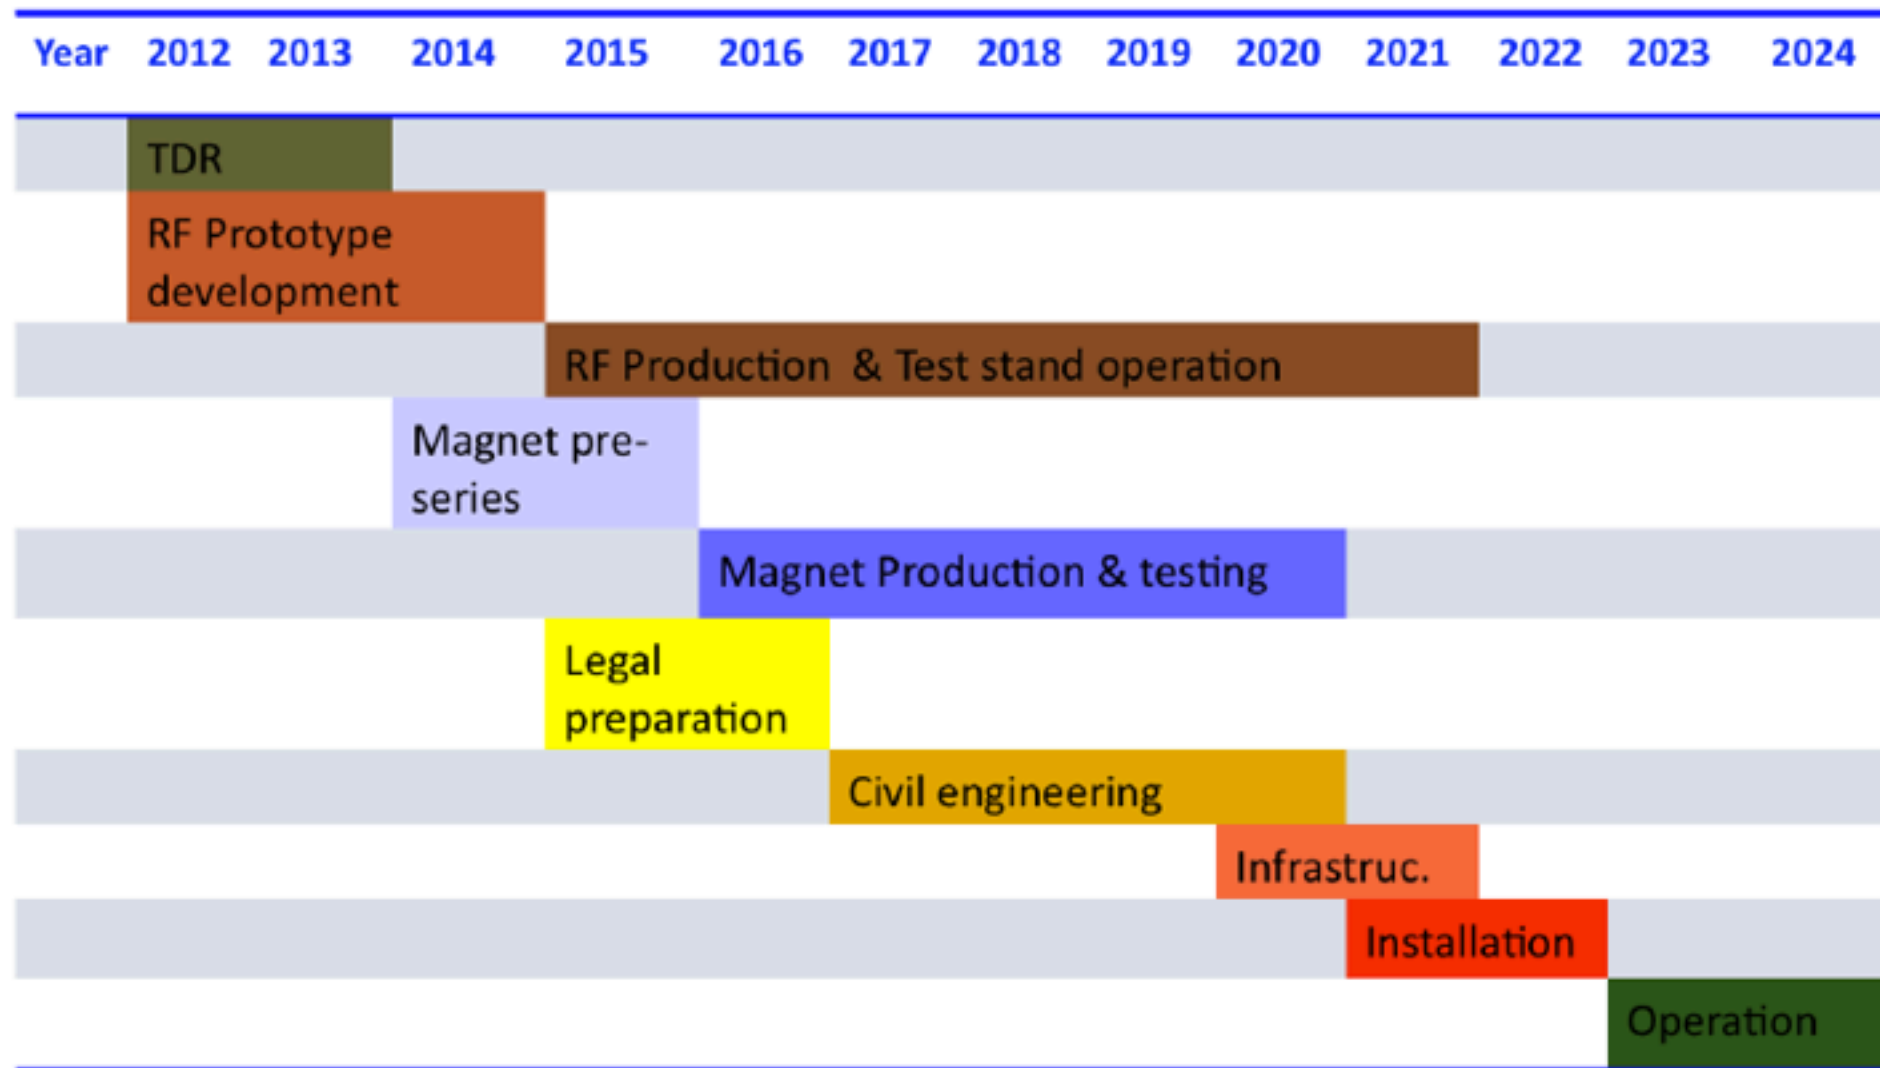 Year 2012 2013 2014 2015 2016 2017 2018 2019 2020 2021 2022 2023 2024
TDR
RF Prototype
development
RF Production & Test stand operation
Magnet pre-
series
Magnet Production & testing
Legal
preparation
Civil engineering
Infrastruc.
Installation
Operation